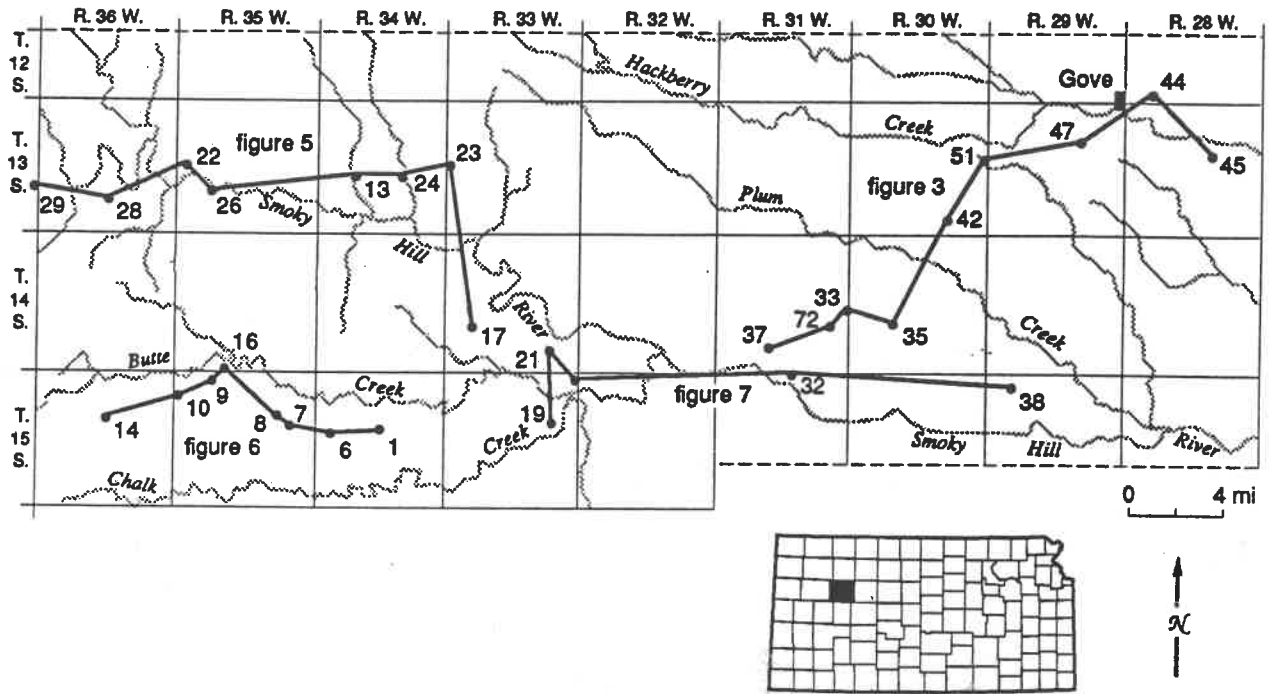 R. 36 W. R. 35 W. R. 34 W. R. 33 W. R. 32 W. R. 31 W. R. 30 W. R. 29 W. R. 28 W.
T.
12
S.
Hackberry
Gove
44
T.
13
S.
figure 5
Creek
47
22
23
51
45
figure 3
29
28
26
13
24
Smoky
Plum
42
Hill
T.
14
S.
33
72
35
37
17
River
16
21
Creek
Butte
Creek
figure 7
32
38
T.
15
S.
14
10
9
8
7
6
1
19
figure 6
Creek
Smoky
Hill
River
Chalk
0 4 mi
N